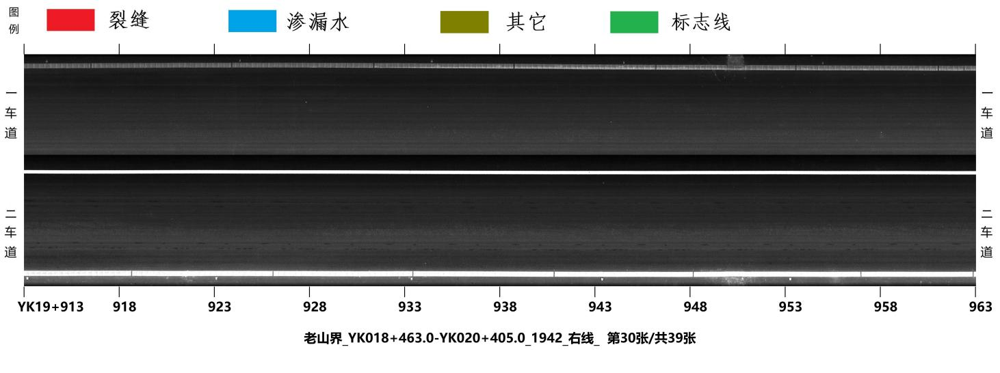 图例
裂缝 渗漏水 其它 标志线
一车道 一车道
二车道 二车道
YK19+913 918 923 928 933 938 943 948 953 958 963
老山界_YK018+463.0-YK020+405.0_1942_右线_ 第30张/共39张